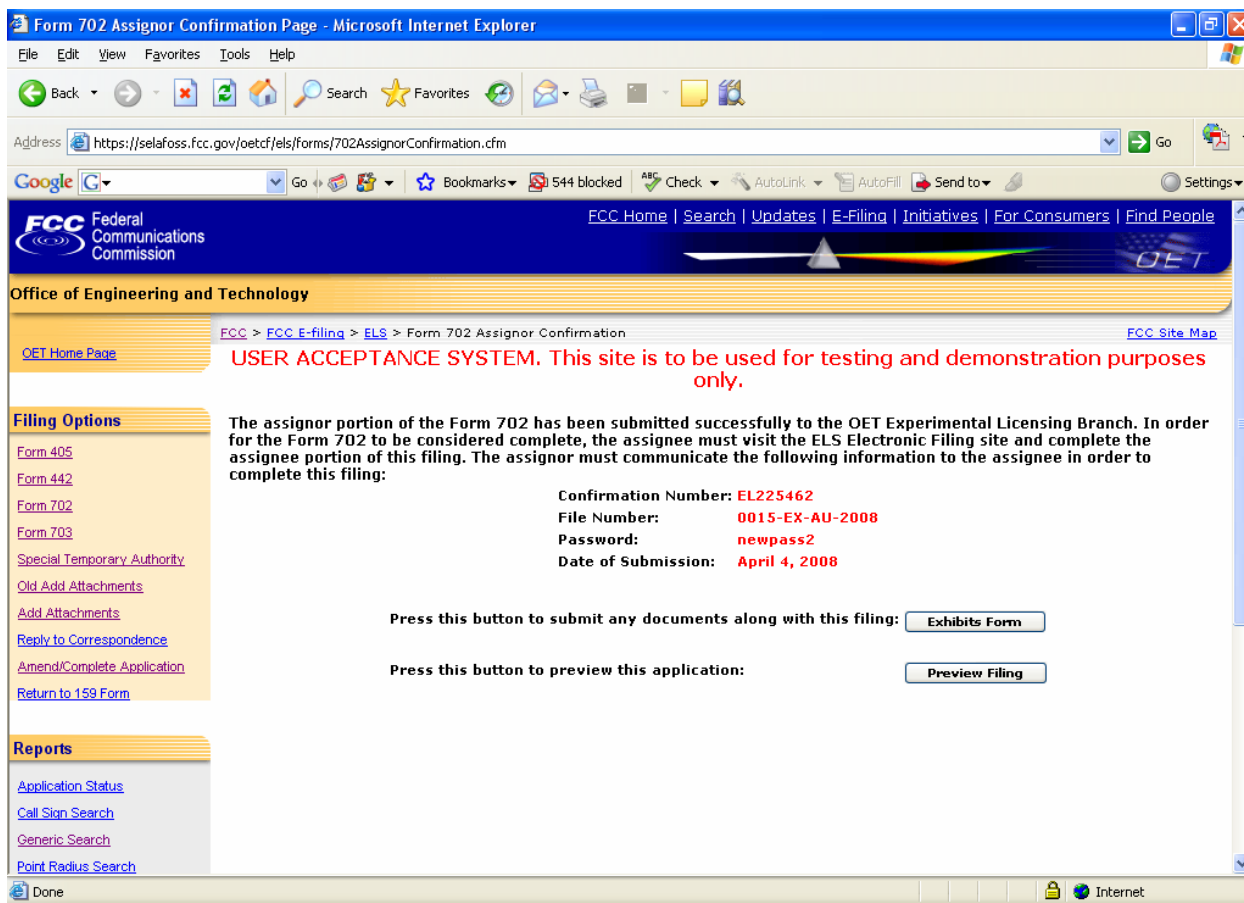 Form 702 Assignor Confirmation Page - Microsoft Internet Explorer
File Edit View Favorites Tools Help
Back Search Favorites
Address https://selafoss.fcc.gov/oetcf/els/forms/702AssignorConfirmation.cfm Go
Google G Go Bookmarks 544 blocked ABC Check AutoLink AutoFill Send to Settings
FCC Federal Communications Commission
FCC Home | Search | Updates | E-Filing | Initiatives | For Consumers | Find People
OET
Office of Engineering and Technology
FCC > FCC E-filing > ELS > Form 702 Assignor Confirmation FCC Site Map
OET Home Page
USER ACCEPTANCE SYSTEM. This site is to be used for testing and demonstration purposes
only.
Filing Options
Form 405
Form 442
Form 702
Form 703
Special Temporary Authority
Old Add Attachments
Add Attachments
Reply to Correspondence
Amend/Complete Application
Return to 159 Form
Reports
Application Status
Call Sign Search
Generic Search
Point Radius Search
The assignor portion of the Form 702 has been submitted successfully to the OET Experimental Licensing Branch. In order
for the Form 702 to be considered complete, the assignee must visit the ELS Electronic Filing site and complete the
assignee portion of this filing. The assignor must communicate the following information to the assignee in order to
complete this filing:
Confirmation Number: EL225462
File Number: 0015-EX-AU-2008
Password: newpass2
Date of Submission: April 4, 2008
Press this button to submit any documents along with this filing: Exhibits Form
Press this button to preview this application: Preview Filing
Done Internet